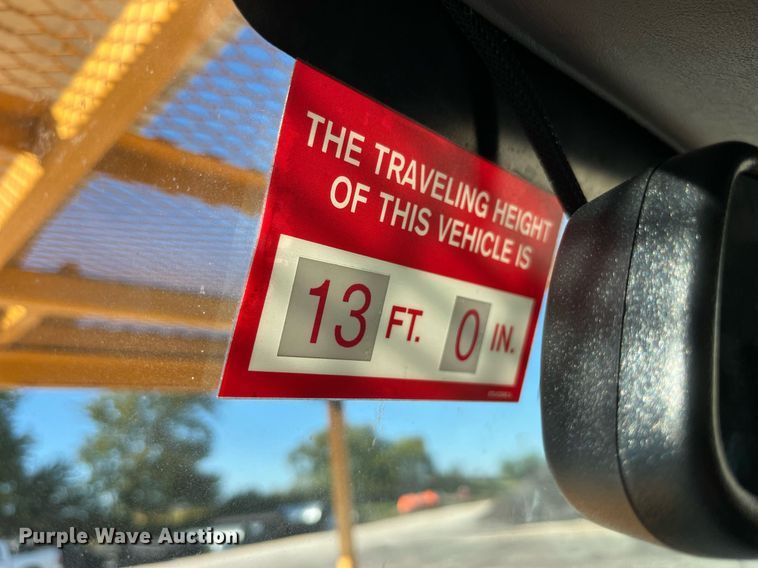 THE TRAVELING HEIGHT
OF THIS VEHICLE IS
13 FT. 0 IN.
Purple Wave Auction